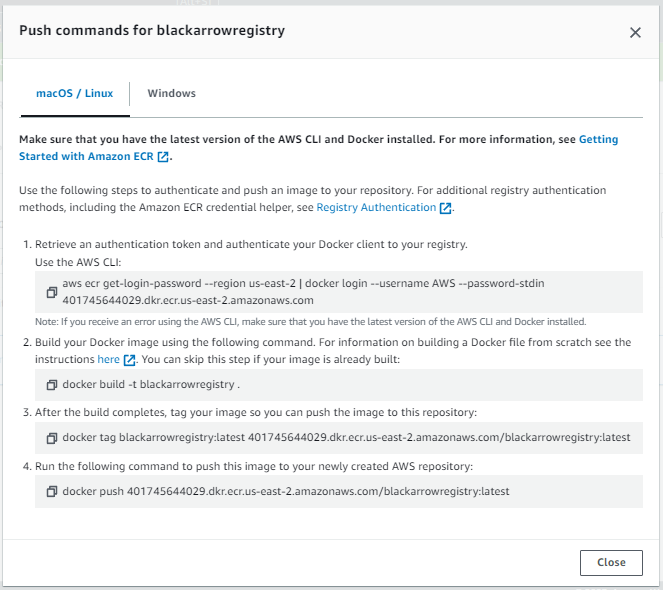 Push commands for blackarrowregistry
macOS / Linux
Windows
Make sure that you have the latest version of the AWS CLI and Docker installed. For more information, see Getting
Started with Amazon ECR.
Use the following steps to authenticate and push an image to your repository. For additional registry authentication
methods, including the Amazon ECR credential helper, see Registry Authentication.
1. Retrieve an authentication token and authenticate your Docker client to your registry.
Use the AWS CLI:
aws ecr get-login-password --region us-east-2 | docker login --username AWS --password-stdin
401745644029.dkr.ecr.us-east-2.amazonaws.com
Note: If you receive an error using the AWS CLI, make sure that you have the latest version of the AWS CLI and Docker installed.
2. Build your Docker image using the following command. For information on building a Docker file from scratch see the
instructions here. You can skip this step if your image is already built:
docker build -t blackarrowregistry .
3. After the build completes, tag your image so you can push the image to this repository:
docker tag blackarrowregistry:latest 401745644029.dkr.ecr.us-east-2.amazonaws.com/blackarrowregistry:latest
4. Run the following command to push this image to your newly created AWS repository:
docker push 401745644029.dkr.ecr.us-east-2.amazonaws.com/blackarrowregistry:latest
Close